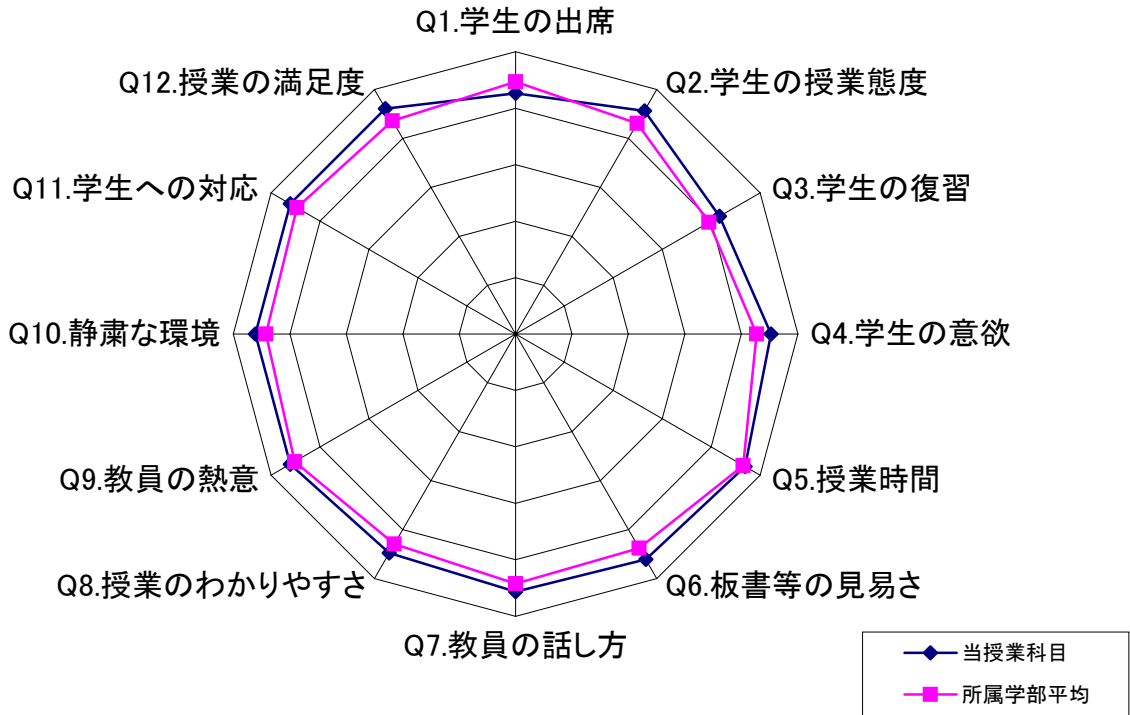 Q1.学生の出席
Q2.学生の授業態度
Q3.学生の復習
Q4.学生の意欲
Q5.授業時間
Q6.板書等の見易さ
Q7.教員の話し方
Q8.授業のわかりやすさ
Q9.教員の熱意
Q10.静粛な環境
Q11.学生への対応
Q12.授業の満足度
当授業科目
所属学部平均